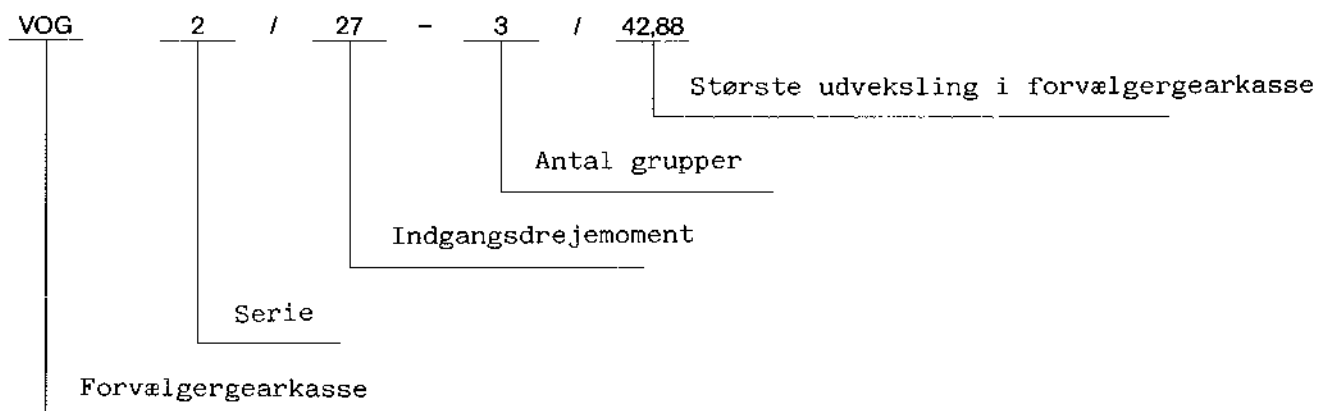 VOG 2 / 27 - 3 / 42,88
Største udveksling i forvælgergearkasse
Antal grupper
Indgangsdrejemoment
Serie
Forvælgergearkasse